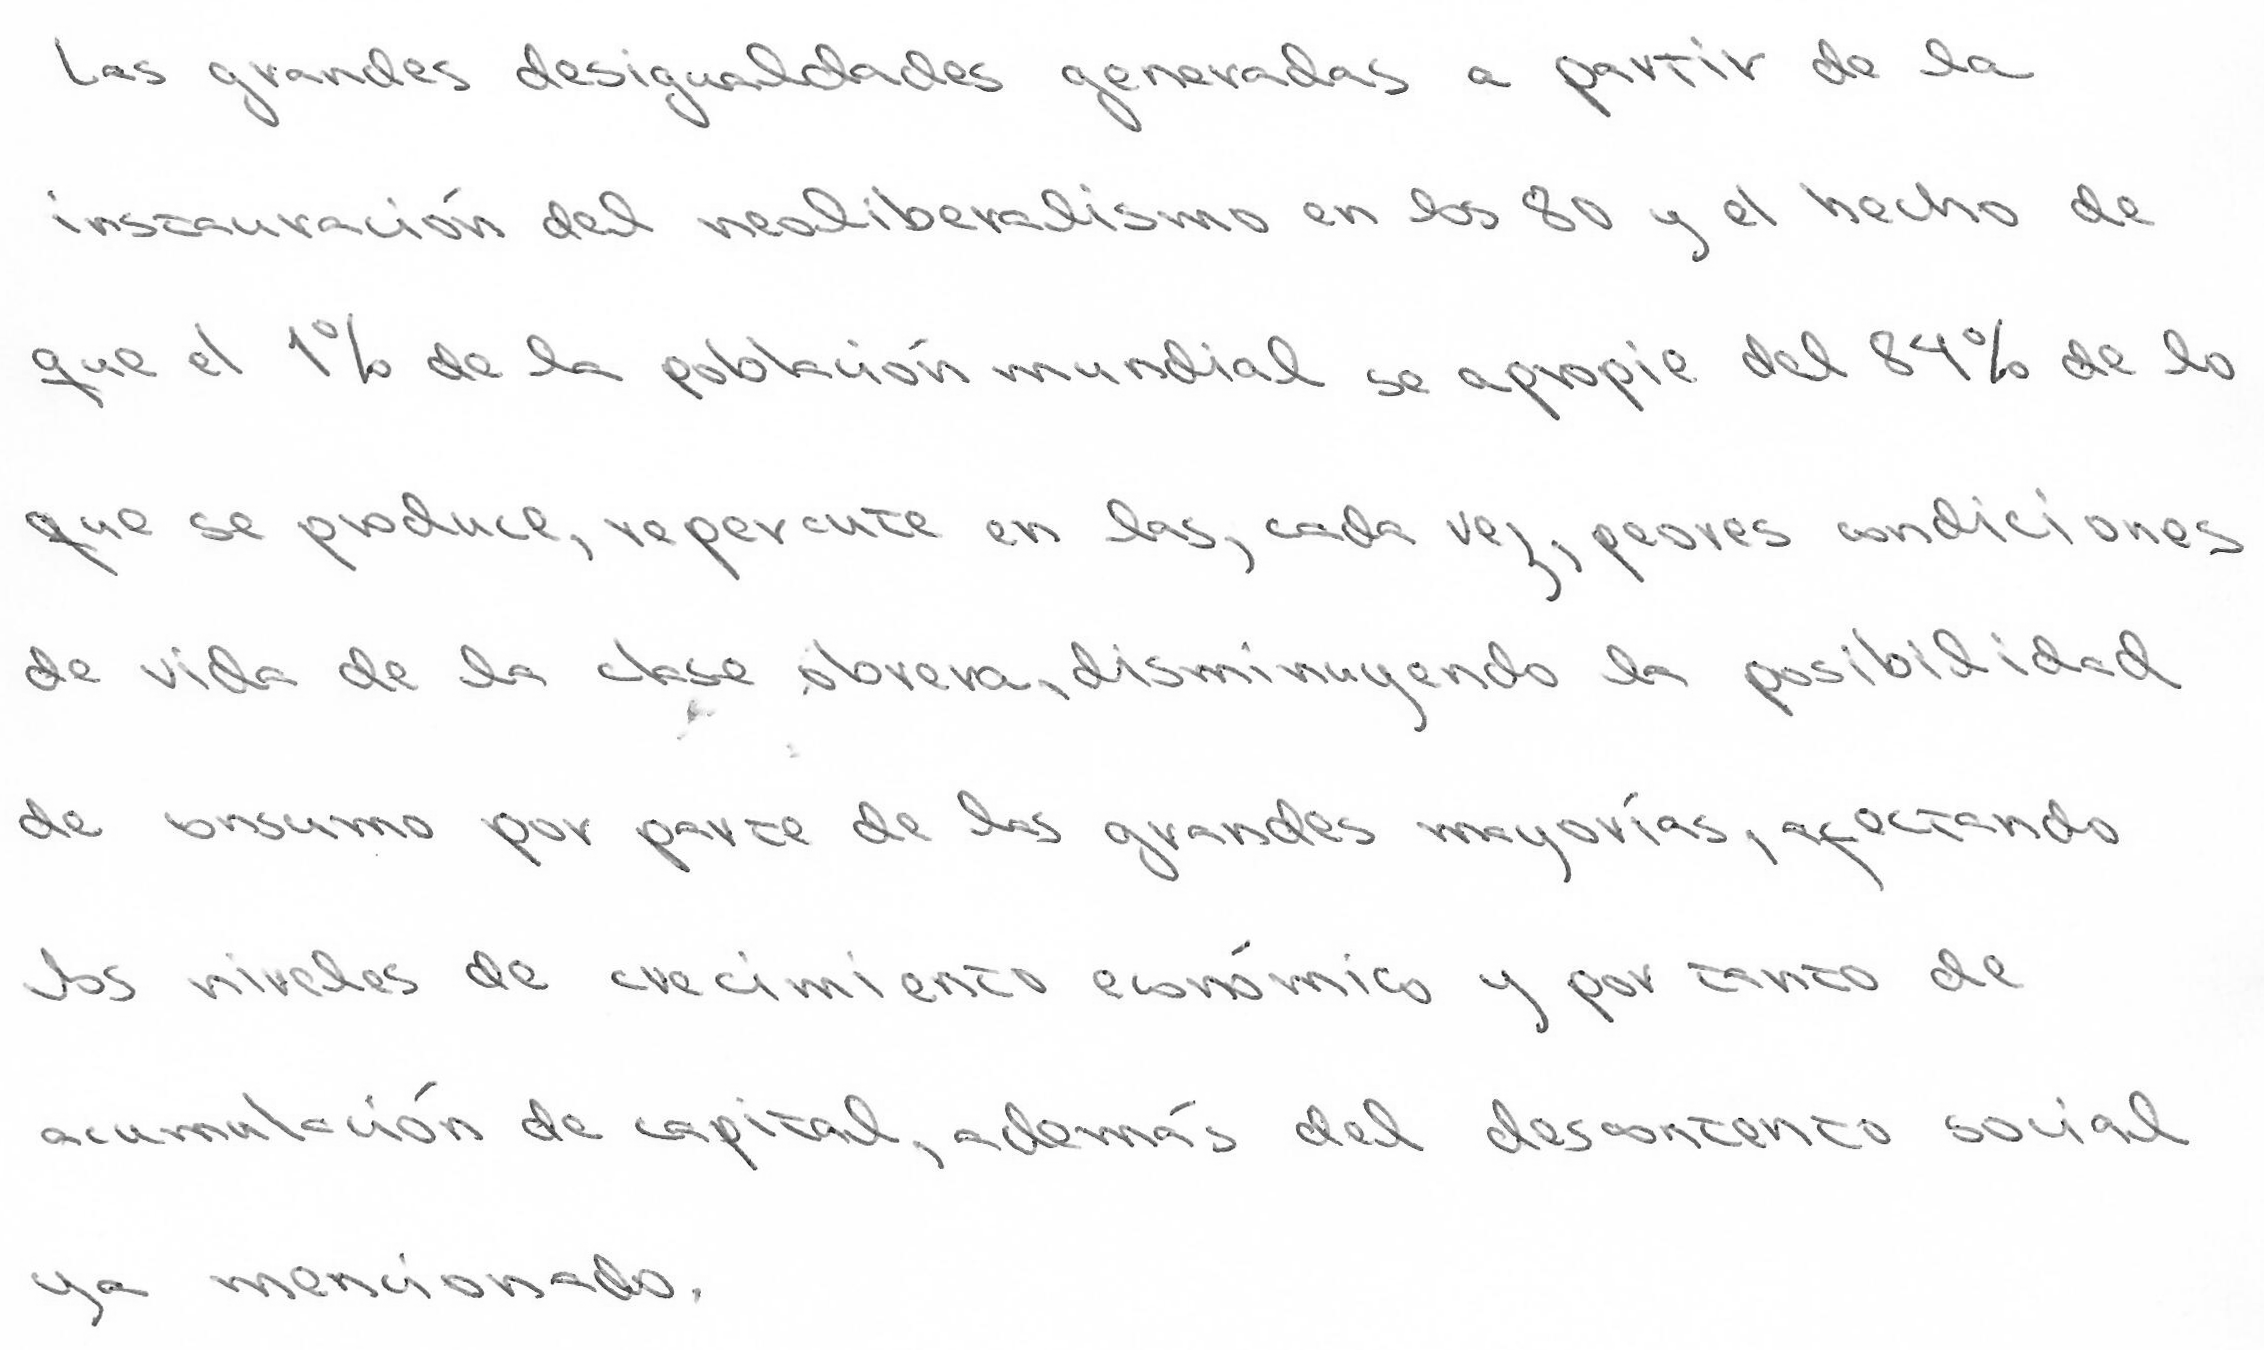 Las grandes desigualdades generadas a partir de la
instauración del neoliberalismo en los 80 y el hecho de
que el 1% de la población mundial se apropie del 84% de lo
que se produce, repercute en las, cada vez, peores condiciones
de vida de la clase obrera, disminuyendo la posibilidad
de consumo por parte de las grandes mayorías, afectando
los niveles de crecimiento económico y por tanto de
acumulación de capital, además del descontento social
ya mencionado.